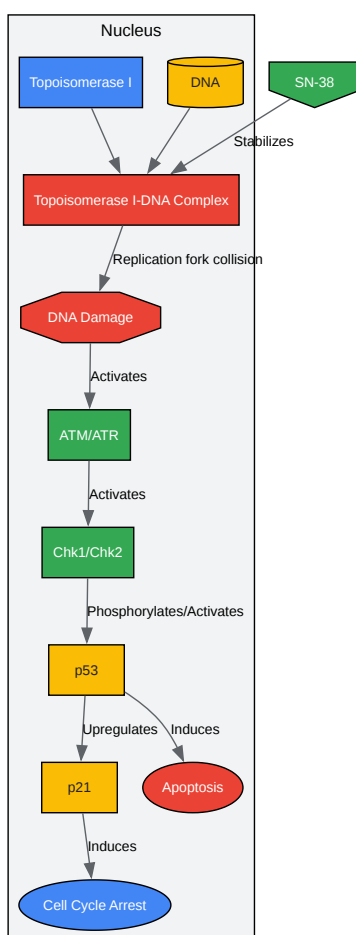 Nucleus
Topoisomerase I
DNA
SN-38
Stabilizes
Topoisomerase I-DNA Complex
Replication fork collision
DNA Damage
Activates
ATM/ATR
Activates
Chk1/Chk2
Phosphorylates/Activates
p53
Upregulates
Induces
p21
Apoptosis
Induces
Cell Cycle Arrest